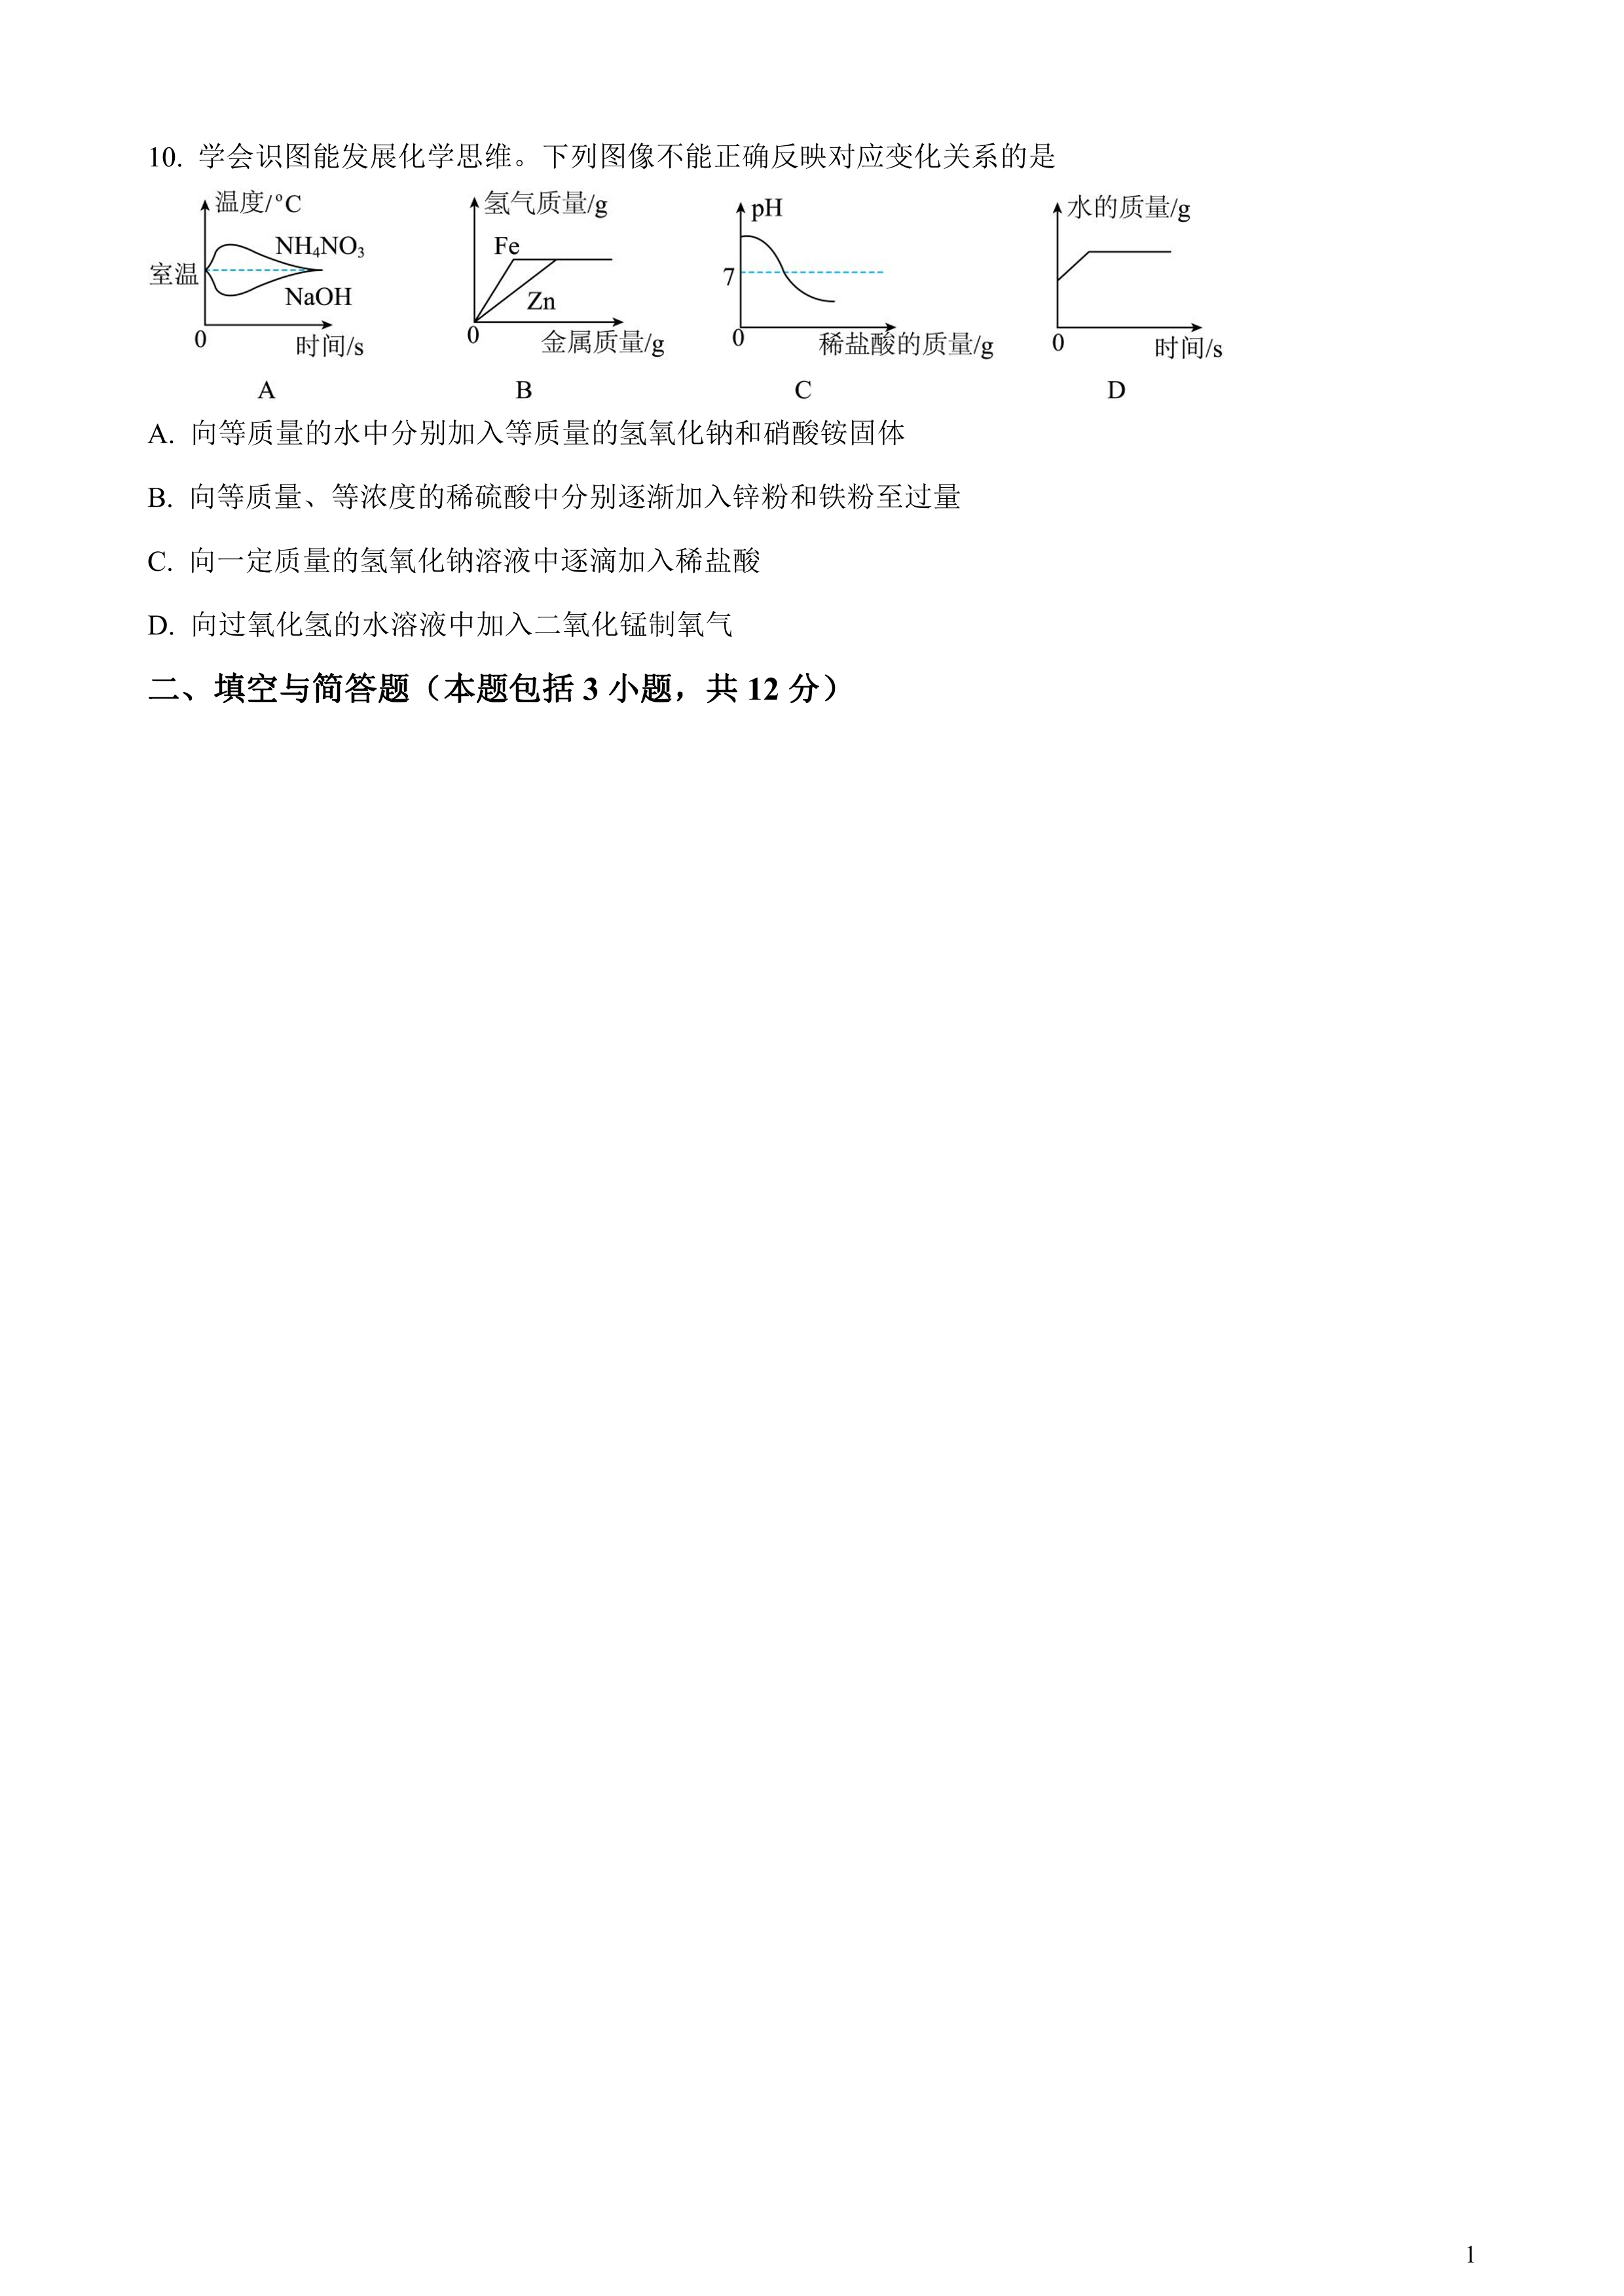 10. 学会识图能发展化学思维。下列图像不能正确反映对应变化关系的是
温度/°C
NH₄NO₃
室温
NaOH
0
时间/s
A
氢气质量/g
Fe
Zn
0
金属质量/g
B
pH
7
0
稀盐酸的质量/g
C
水的质量/g
0
时间/s
D
A. 向等质量的水中分别加入等质量的氢氧化钠和硝酸铵固体
B. 向等质量、等浓度的稀硫酸中分别逐渐加入锌粉和铁粉至过量
C. 向一定质量的氢氧化钠溶液中逐滴加入稀盐酸
D. 向过氧化氢的水溶液中加入二氧化锰制氧气
二、填空与简答题（本题包括 3 小题，共 12 分）
1